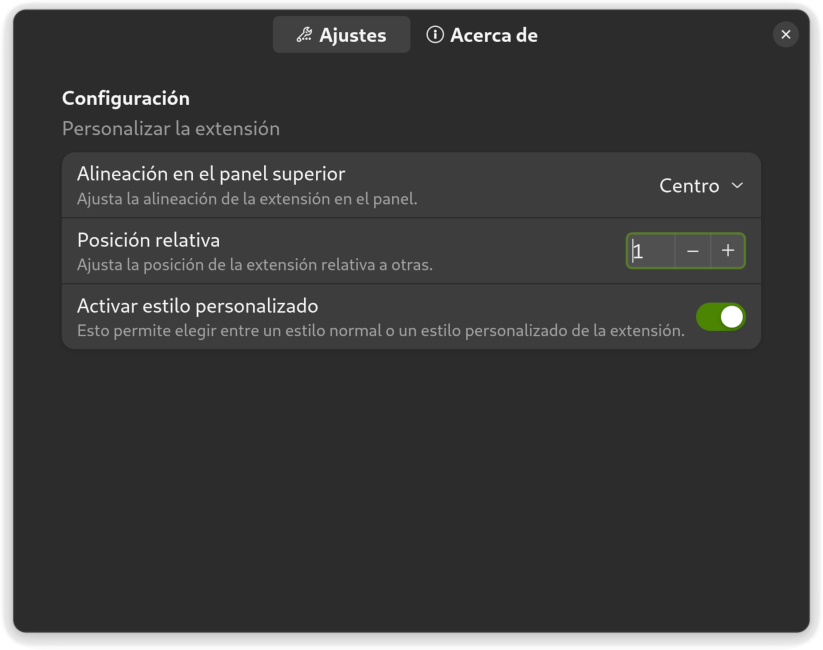 Ajustes
Acerca de
Configuración
Personalizar la extensión
Alineación en el panel superior
Ajusta la alineación de la extensión en el panel.
Centro
Posición relativa
Ajusta la posición de la extensión relativa a otras.
1
Activar estilo personalizado
Esto permite elegir entre un estilo normal o un estilo personalizado de la extensión.